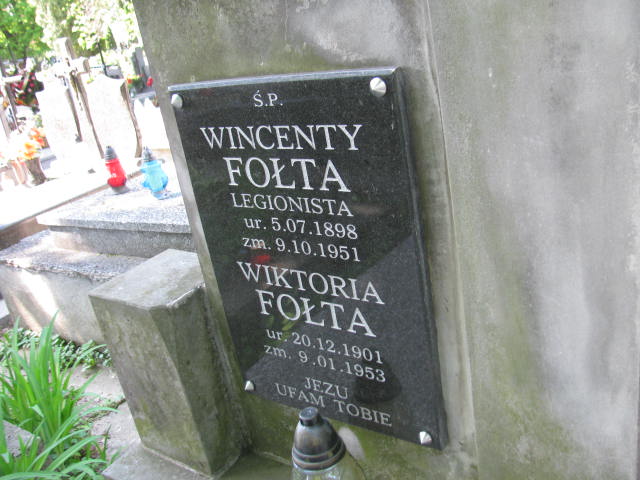 Ś.P.
WINCENTY
FOŁTA
LEGIONISTA
ur. 5.07.1898
zm. 9.10.1951
WIKTORIA
FOŁTA
ur. 20.12.1901
zm. 9.01.1953
JEZU
UFAM TOBIE